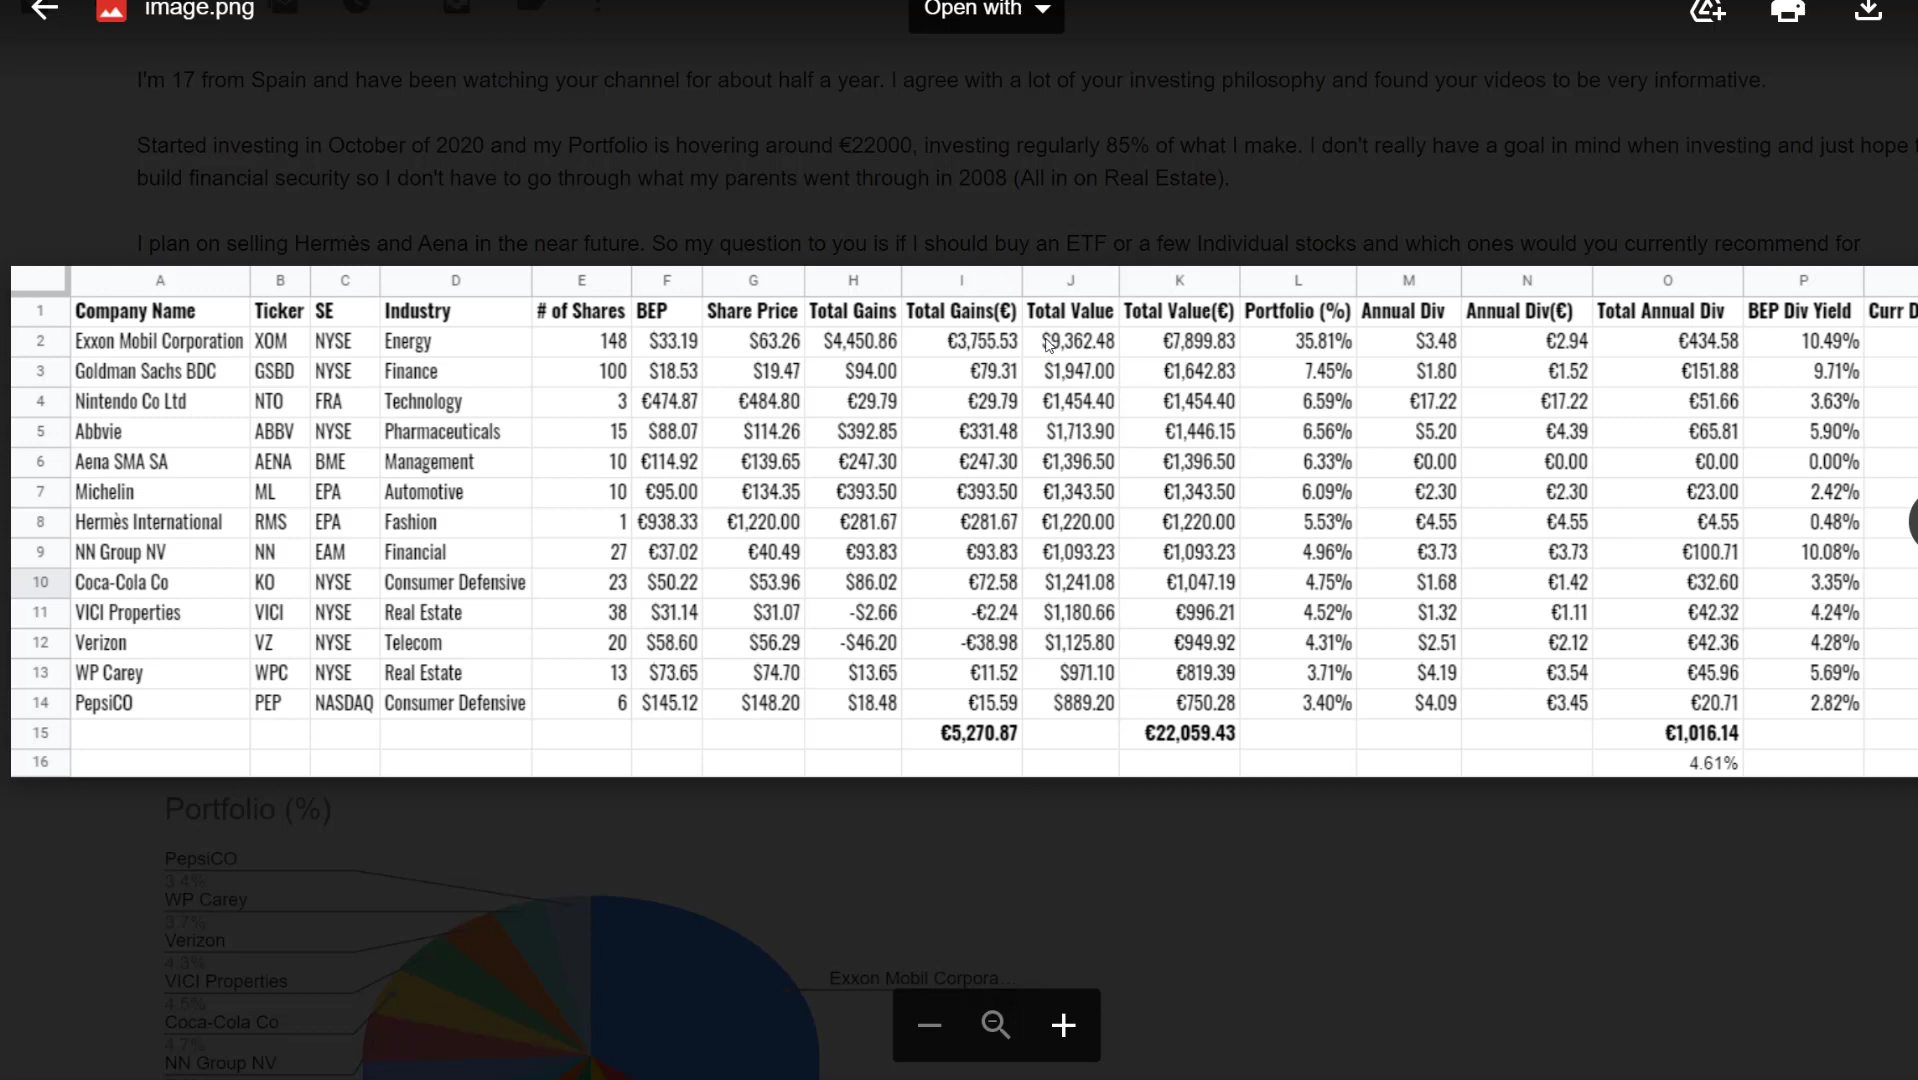 image.png
Open with
I'm 17 from Spain and have been watching your channel for about half a year. I agree with a lot of your investing philosophy and found your videos to be very informative.
Started investing in October of 2020 and my Portfolio is hovering around €22000, investing regularly 85% of what I make. I don't really have a goal in mind when investing and just hope
build financial security so I don't have to go through what my parents went through in 2008 (All in on Real Estate).
I plan on selling Hermès and Aena in the near future. So my question to you is if I should buy an ETF or a few Individual stocks and which ones would you currently recommend for
A B C D E F G H I J K L M N O P
1 Company Name Ticker SE Industry # of Shares BEP Share Price Total Gains Total Gains(€) Total Value Total Value(€) Portfolio (%) Annual Div Annual Div(€) Total Annual Div BEP Div Yield Curr D
2 Exxon Mobil Corporation XOM NYSE Energy 148 $33.19 $63.26 $4,450.86 €3,755.53 $9,362.48 €7,899.83 35.81% $3.48 €2.94 €434.58 10.49%
3 Goldman Sachs BDC GSBD NYSE Finance 100 $18.53 $19.47 $94.00 €79.31 $1,947.00 €1,642.83 7.45% $1.80 €1.52 €151.88 9.71%
4 Nintendo Co Ltd NTO FRA Technology 3 €474.87 €484.80 €29.79 €29.79 €1,454.40 €1,454.40 6.59% €17.22 €17.22 €51.66 3.63%
5 Abbvie ABBV NYSE Pharmaceuticals 15 $88.07 $114.26 $392.85 €331.48 $1,713.90 €1,446.15 6.56% $5.20 €4.39 €65.81 5.90%
6 Aena SMA SA AENA BME Management 10 €114.92 €139.65 €247.30 €247.30 €1,396.50 €1,396.50 6.33% €0.00 €0.00 €0.00 0.00%
7 Michelin ML EPA Automotive 10 €95.00 €134.35 €393.50 €393.50 €1,343.50 €1,343.50 6.09% €2.30 €2.30 €23.00 2.42%
8 Hermès International RMS EPA Fashion 1 €938.33 €1,220.00 €281.67 €281.67 €1,220.00 €1,220.00 5.53% €4.55 €4.55 €4.55 0.48%
9 NN Group NV NN EAM Financial 27 €37.02 €40.49 €93.83 €93.83 €1,093.23 €1,093.23 4.96% €3.73 €3.73 €100.71 10.08%
10 Coca-Cola Co KO NYSE Consumer Defensive 23 $50.22 $53.96 $86.02 €72.58 $1,241.08 €1,047.19 4.75% $1.68 €1.42 €32.60 3.35%
11 VICI Properties VICI NYSE Real Estate 38 $31.14 $31.07 -$2.66 -€2.24 $1,180.66 €996.21 4.52% $1.32 €1.11 €42.32 4.24%
12 Verizon VZ NYSE Telecom 20 $58.60 $56.29 -$46.20 -€38.98 $1,125.80 €949.92 4.31% $2.51 €2.12 €42.36 4.28%
13 WP Carey WPC NYSE Real Estate 13 $73.65 $74.70 $13.65 €11.52 $971.10 €819.39 3.71% $4.19 €3.54 €45.96 5.69%
14 PepsiCO PEP NASDAQ Consumer Defensive 6 $145.12 $148.20 $18.48 €15.59 $889.20 €750.28 3.40% $4.09 €3.45 €20.71 2.82%
15 €5,270.87 €22,059.43 €1,016.14
16 4.61%
Portfolio (%)
PepsiCO
3.4%
WP Carey
3.7%
Verizon
4.3%
VICI Properties
4.5%
Coca-Cola Co
4.7%
NN Group NV
Exxon Mobil Corpora...